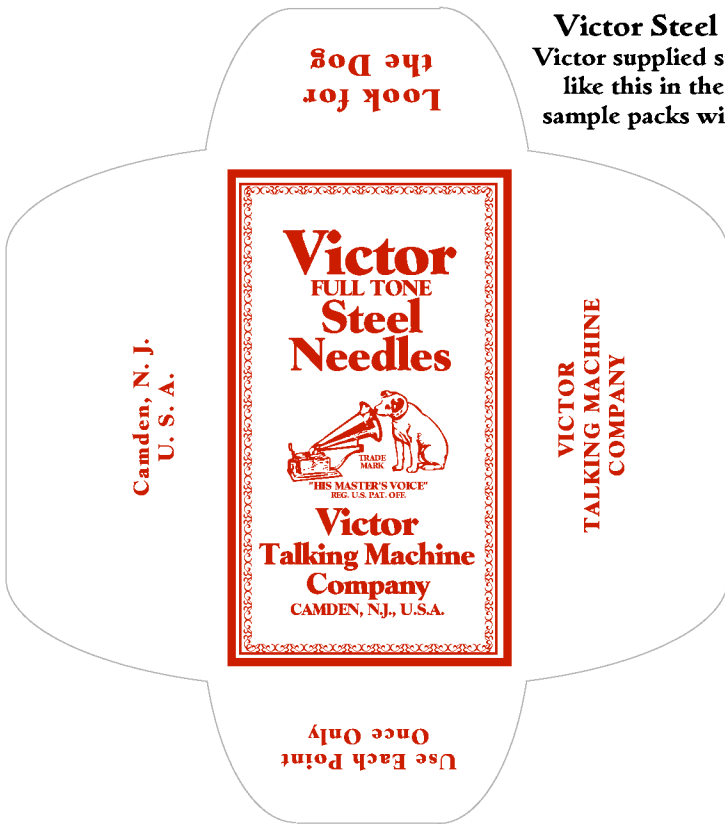 Victor Steel
Victor supplied s
like this in the
sample packs wi
Look for
the Dog
Victor
FULL TONE
Steel
Needles
TRADE
MARK
"HIS MASTER'S VOICE"
REG. U.S. PAT. OFF.
Victor
Talking Machine
Company
CAMDEN, N.J., U.S.A.
Camden, N. J.
U. S. A.
VICTOR
TALKING MACHINE
COMPANY
Use Each Point
Once Only